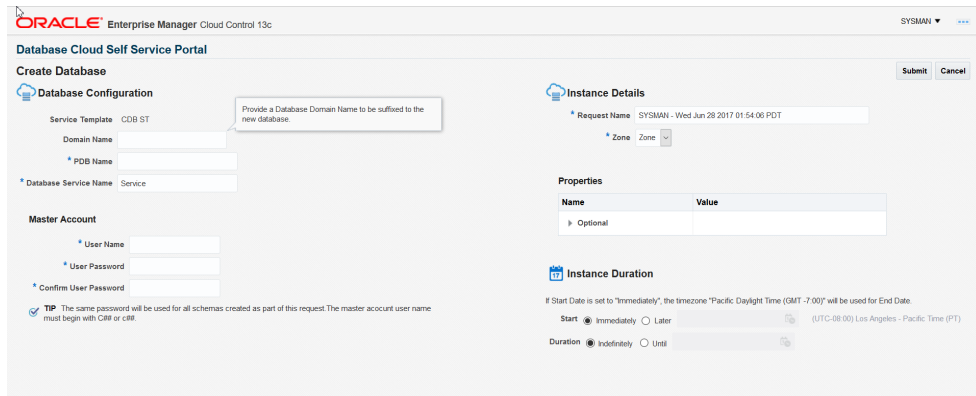 ORACLE Enterprise Manager Cloud Control 13c
SYSMAN ▼
Database Cloud Self Service Portal
Create Database
Submit Cancel
Database Configuration
Service Template CDB ST
Provide a Database Domain Name to be suffixed to the
new database.
Domain Name
* PDB Name
* Database Service Name Service
Master Account
* User Name
* User Password
* Confirm User Password
TIP The same password will be used for all schemas created as part of this request.The master acocunt user name
must begin with C## or c##.
Instance Details
* Request Name SYSMAN - Wed Jun 28 2017 01:54:06 PDT
* Zone Zone
Properties
Name Value
Optional
17 Instance Duration
If Start Date is set to "Immediately", the timezone "Pacific Daylight Time (GMT -7:00)" will be used for End Date.
Start Immediately Later (UTC-08:00) Los Angeles - Pacific Time (PT)
Duration Indefinitely Until